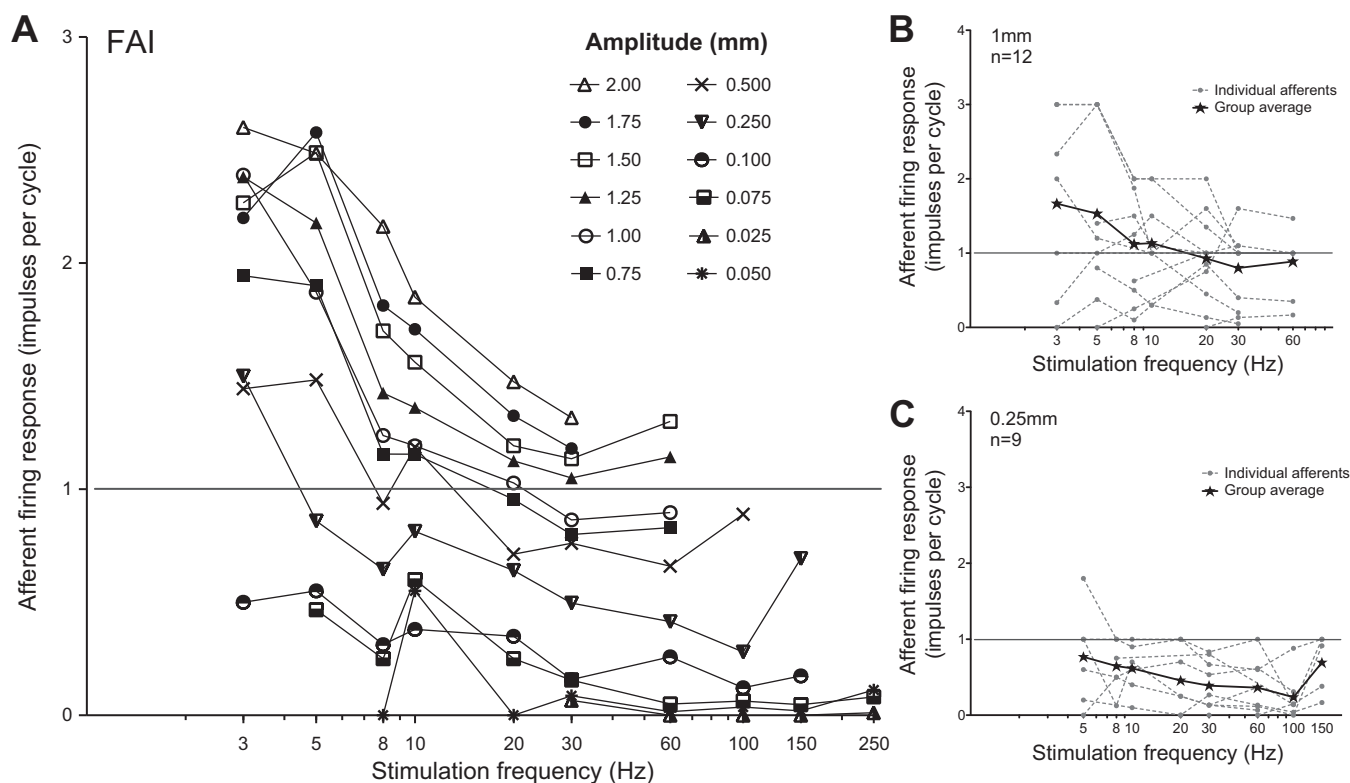 A
FAI
3
2
1
0
Afferent firing response (impulses per cycle)
Amplitude (mm)
2.00
0.500
1.75
0.250
1.50
0.100
1.25
0.075
1.00
0.025
0.75
0.050
3 5 8 10 20 30 60 100 150 250
Stimulation frequency (Hz)
B
1mm
n=12
Individual afferents
Group average
4
3
2
1
0
Afferent firing response
(impulses per cycle)
3 5 8 10 20 30 60
Stimulation frequency (Hz)
C
0.25mm
n=9
Individual afferents
Group average
4
3
2
1
0
Afferent firing response
(impulses per cycle)
5 8 10 20 30 60 100 150
Stimulation frequency (Hz)